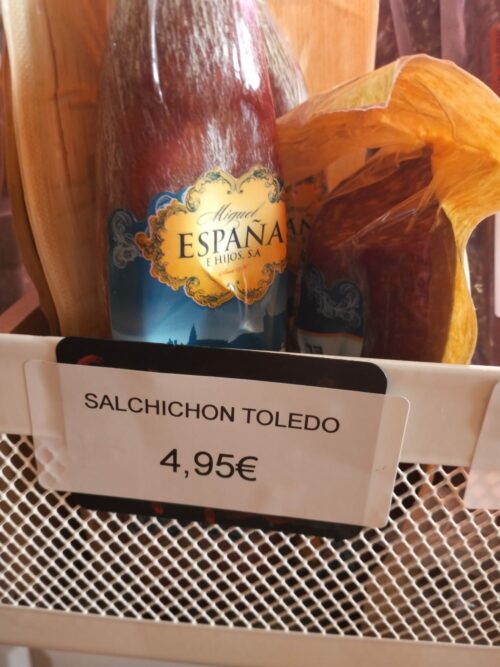 Miguel
ESPAÑA
E HIJOS, S.A
SALCHICHON TOLEDO
4,95€